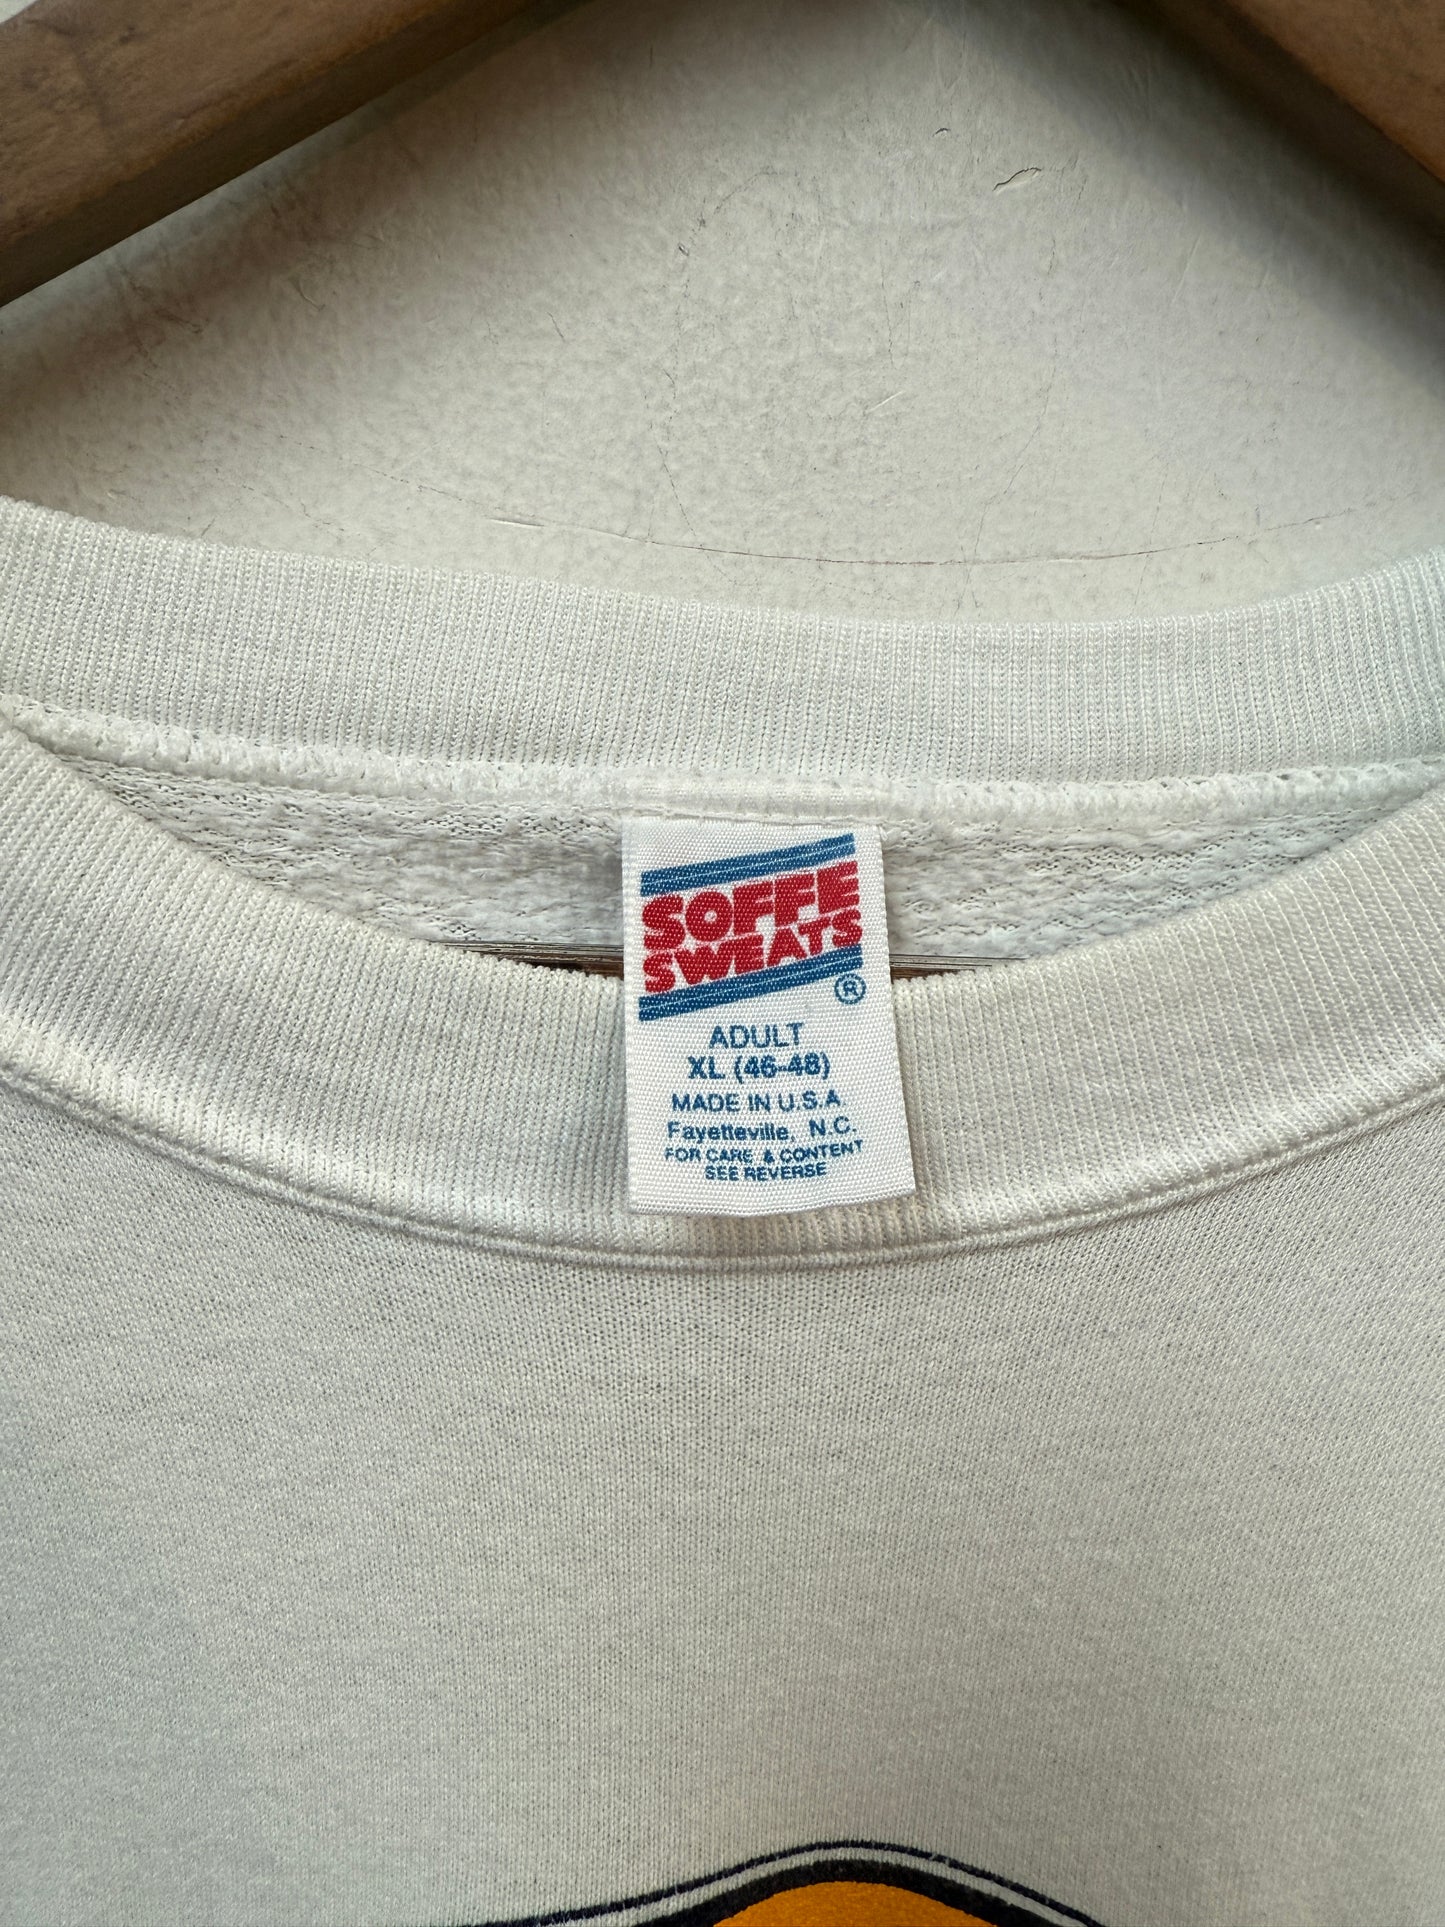 SOFFE
SWEATS
®
ADULT
XL (46-48)
MADE IN U.S.A
Fayetteville, N.C.
FOR CARE & CONTENT
SEE REVERSE